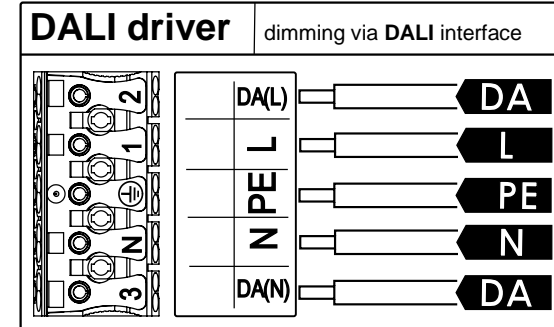 DALI driver
dimming via DALI interface
2 DA(L) DA
1 L L
PE PE
N N N
3 DA(N) DA